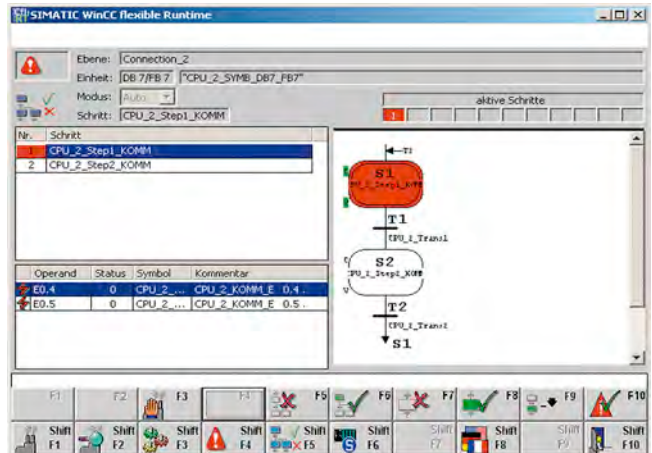 SIMATIC WinCC flexible Runtime
Ebene: Connection_2
Einheit: DB 7/FB 7 "CPU_2_SYMB_DB7_FB7"
Modus: Auto
aktive Schritte
Schritt: CPU_2_Step1_KOMM
1
Nr. Schritt
1 CPU_2_Step1_KOMM
2 CPU_2_Step2_KOMM
T2
S1
CPU_2_Step1_KOMM
T1
CPU_2_Trans1
S2
CPU_2_Step2_KOMM
T2
CPU_2_Trans2
S1
Operand Status Symbol Kommentar
E0.4 0 CPU_2_... CPU_2_KOMM_E 0.4.
E0.5 0 CPU_2_... CPU_2_KOMM_E 0.5.
F1 F2 F3 F4 F5 F6 F7 F8 F9 F10
Shift F1 Shift F2 Shift F3 Shift F4 Shift F5 Shift F6 Shift F7 Shift F8 Shift F9 Shift F10